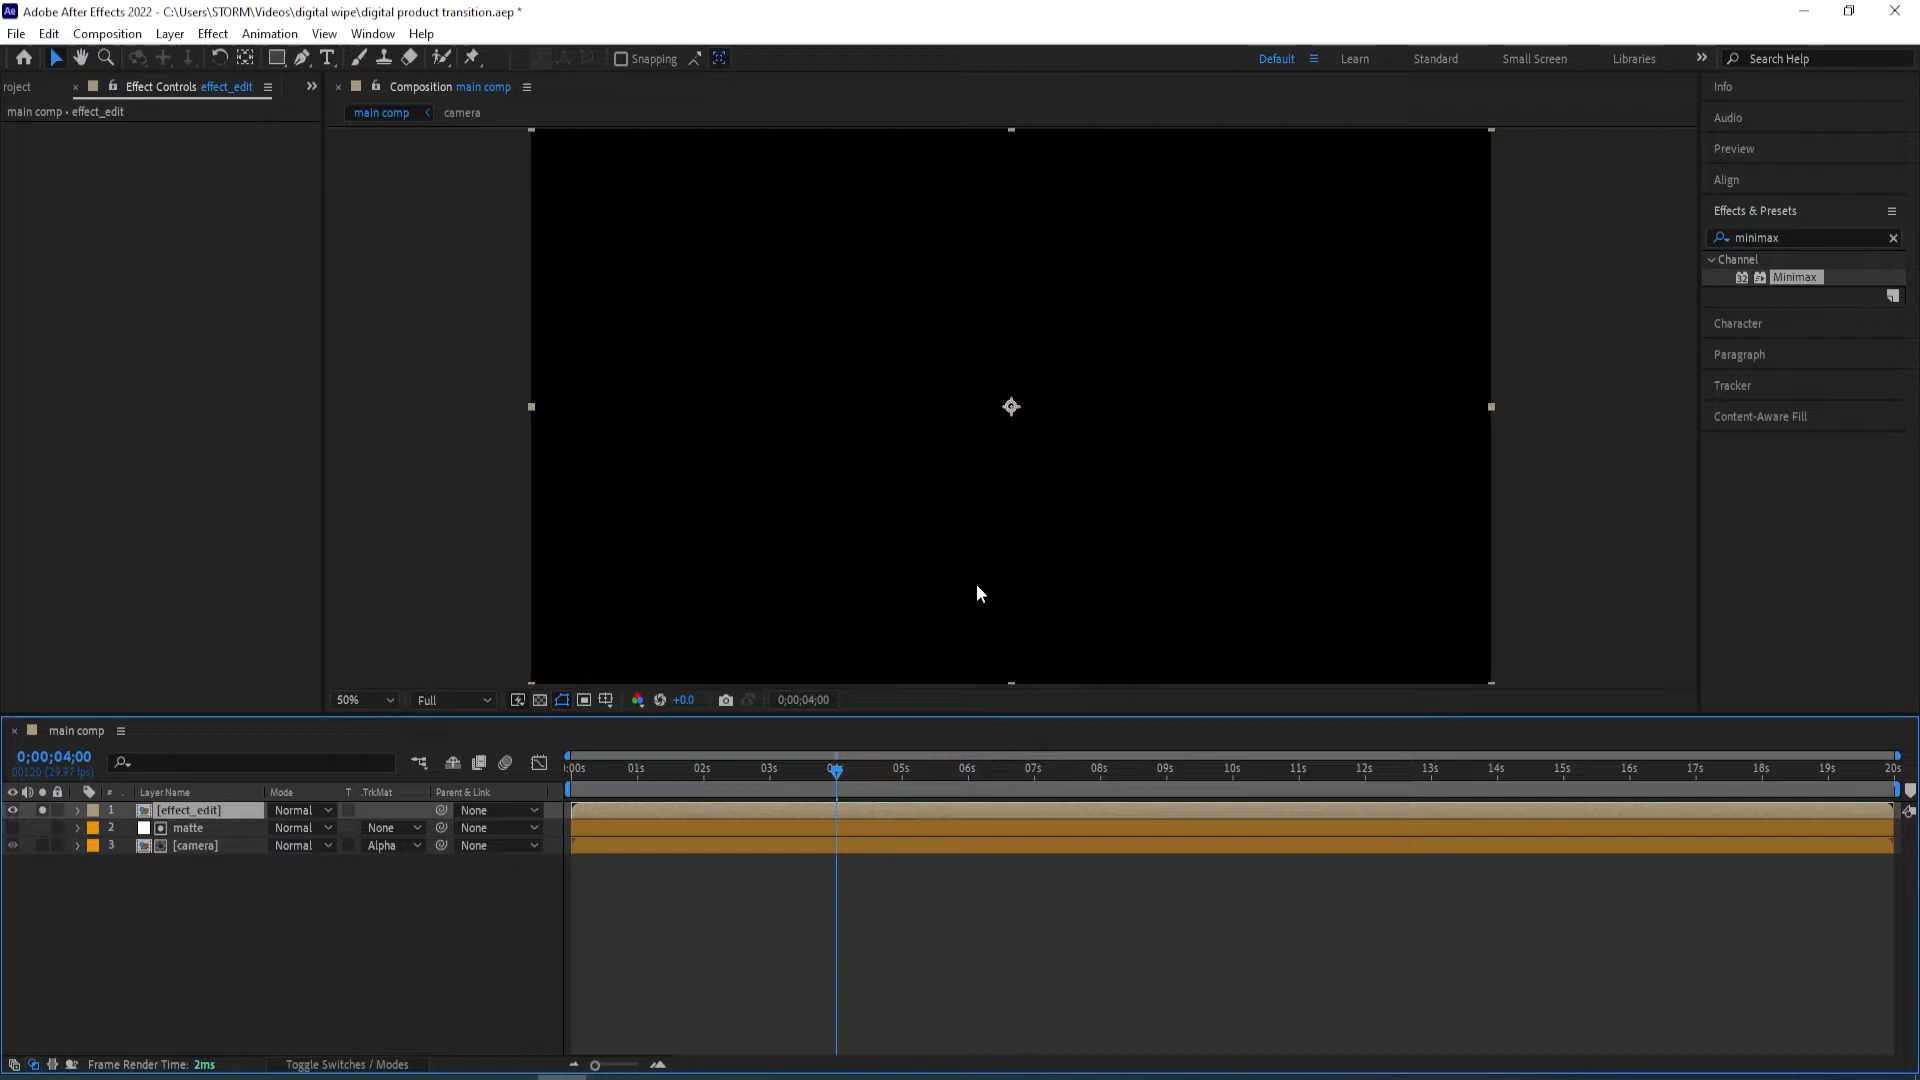 Adobe After Effects 2022 - C:\Users\STORM\Videos\digital wipe\digital product transition.aep *
File Edit Composition Layer Effect Animation View Window Help
Snapping Default Learn Standard Small Screen Libraries Search Help
roject Effect Controls effect_edit
main comp • effect_edit
Composition main comp
main comp camera
Info
Audio
Preview
Align
Effects & Presets
minimax
Channel
32 Minimax
Character
Paragraph
Tracker
Content-Aware Fill
50% Full +0.0 0;00;04;00
main comp
0;00;04;00
00120 (29.97 fps)
:00s 01s 02s 03s 05s 06s 07s 08s 09s 10s 11s 12s 13s 14s 15s 16s 17s 18s 19s 20s
# Layer Name Mode T .TrkMat Parent & Link
1 [effect_edit] Normal None
2 matte Normal None None
3 [camera] Normal Alpha None
Frame Render Time: 2ms Toggle Switches / Modes